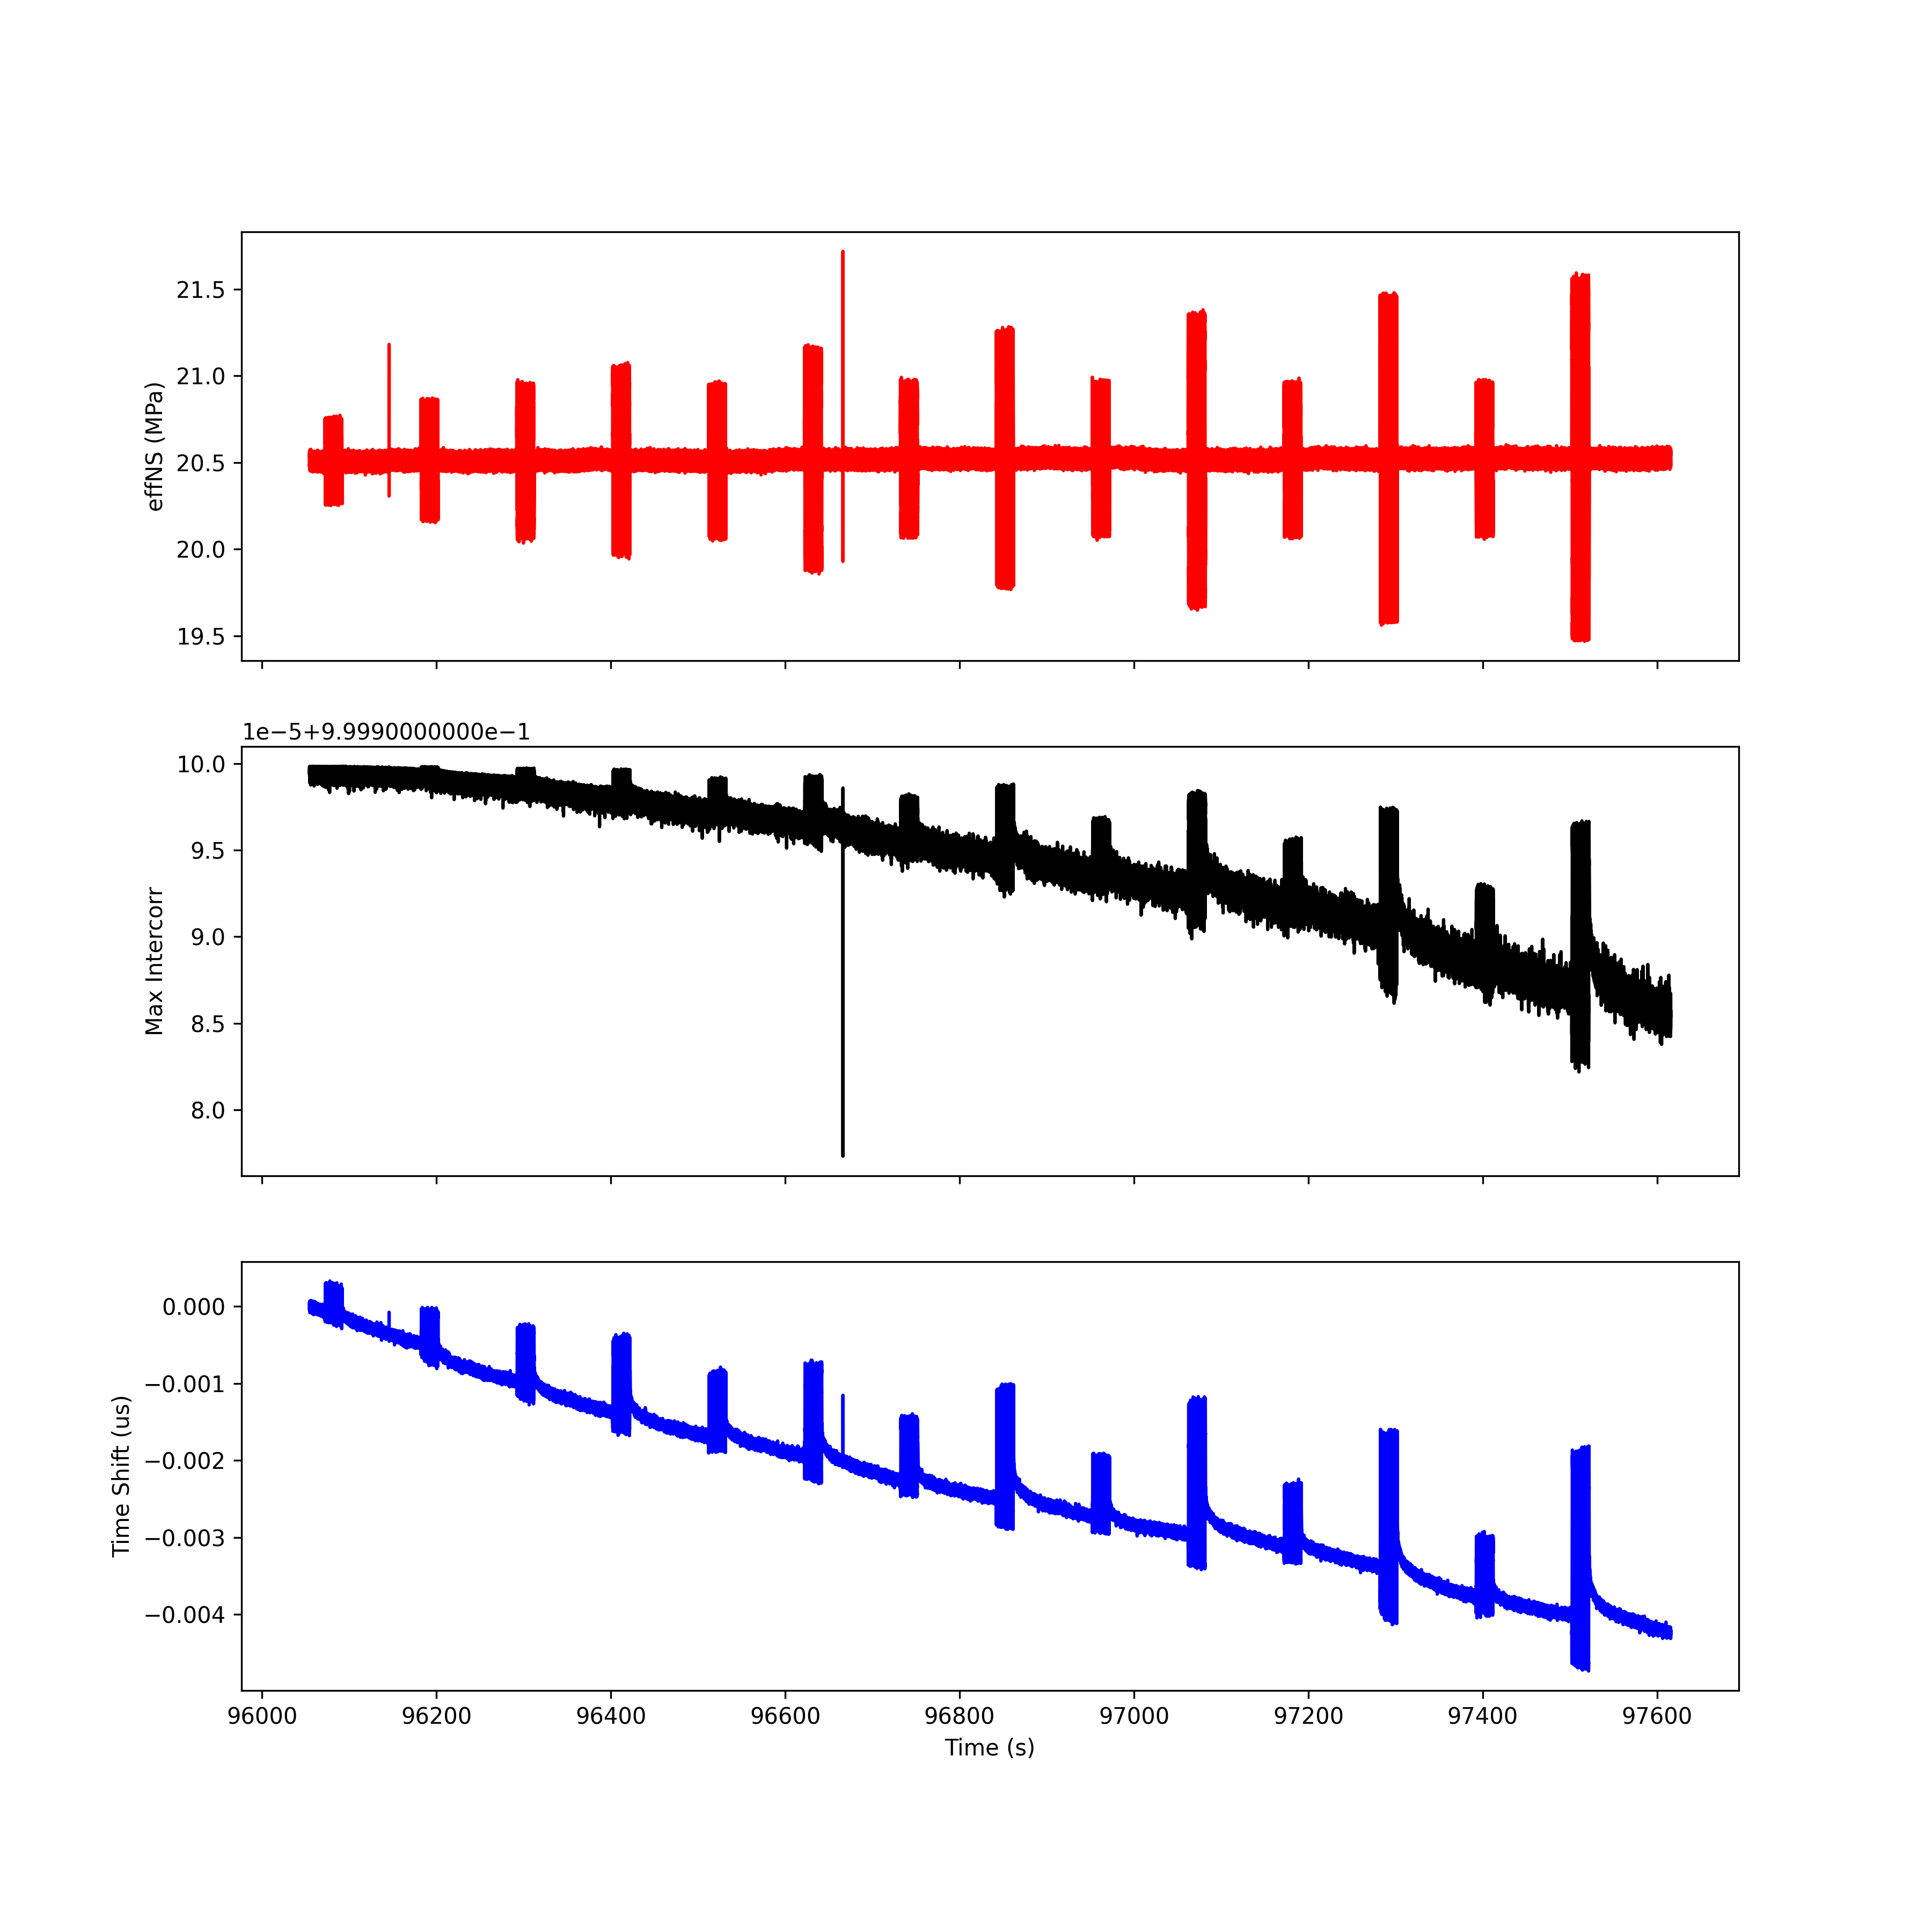 effNS (MPa)
21.5
21.0
20.5
20.0
19.5
1e−5+9.9990000000e−1
Max Intercorr
10.0
9.5
9.0
8.5
8.0
Time Shift (us)
0.000
−0.001
−0.002
−0.003
−0.004
96000 96200 96400 96600 96800 97000 97200 97400 97600
Time (s)